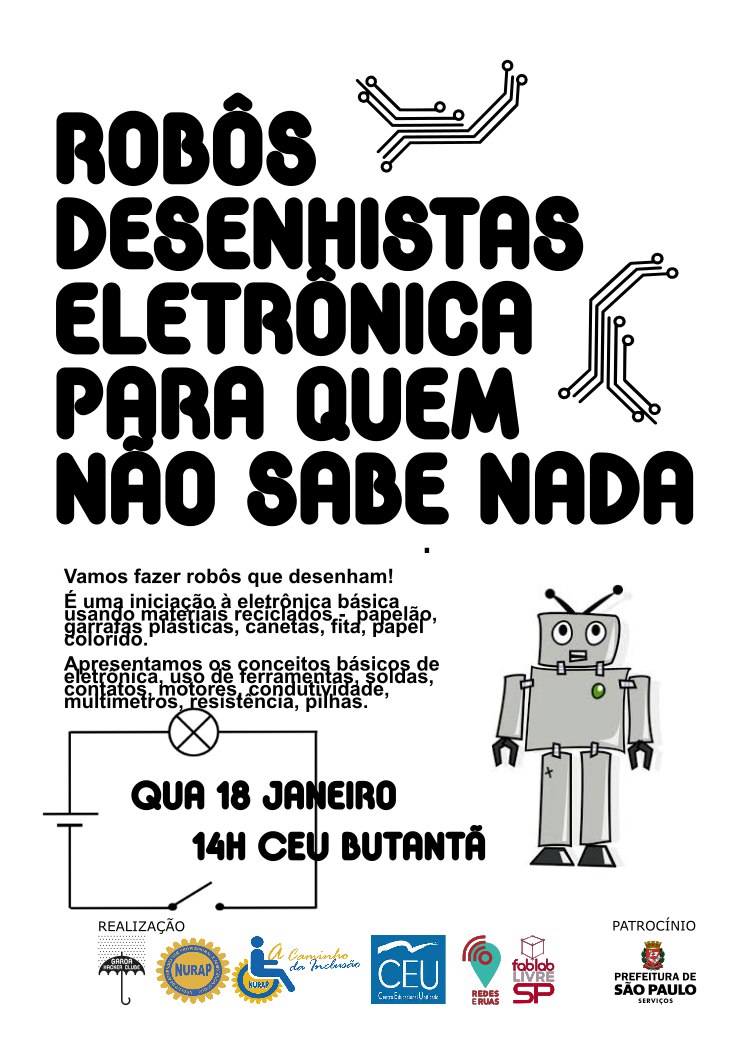 ROBÔS
DESENHISTAS
ELETRÔNICA
PARA QUEM
NÃO SABE NADA
.
Vamos fazer robôs que desenham!
É uma iniciação à eletrônica básica
usando materiais reciclados - papelão,
garrafas plásticas, canetas, fita, papel
colorido.
Apresentamos os conceitos básicos de
eletrônica, uso de ferramentas, soldas,
contatos, motores, condutividade,
multímetros, resistência, pilhas.
QUA 18 JANEIRO
14H CEU BUTANTÃ
REALIZAÇÃO
PATROCÍNIO
GAROA
HACKER CLUBE
NURAP
A Caminho
da Inclusão
NURAP
CEU
Centro Educacional Unificado
REDES
E RUAS
fablab
LIVRE
SP
PREFEITURA DE
SÃO PAULO
SERVIÇOS